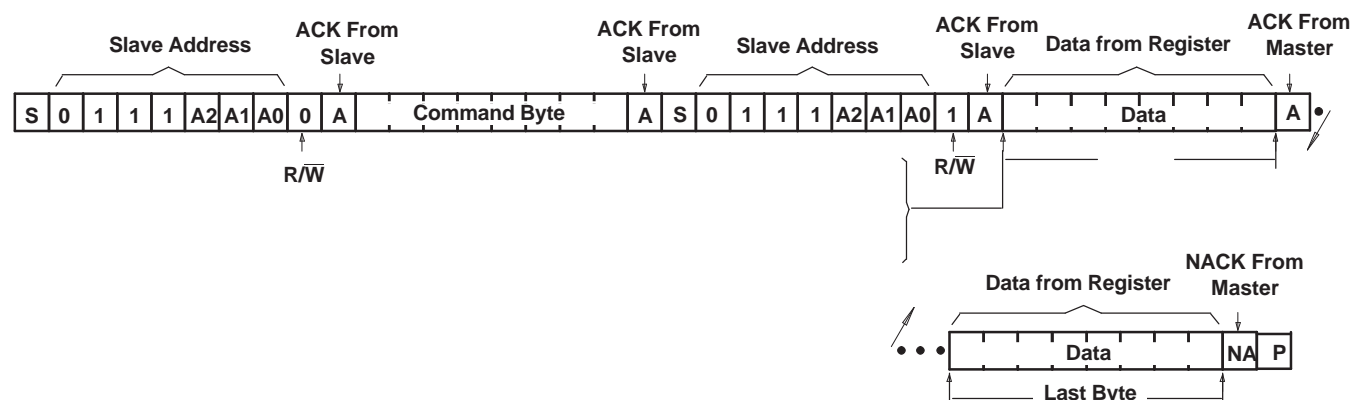 Slave Address
ACK From
Slave
ACK From
Slave
Slave Address
ACK From
Slave
Data from Register
ACK From
Master
S 0 1 1 1 A2 A1 A0 0 A Command Byte A S 0 1 1 1 A2 A1 A0 1 A Data A
R/W
R/W
Data from Register
NACK From
Master
Data NA P
Last Byte